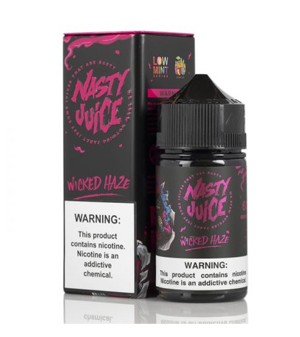 LOW
MINT
SERIES
NASTY
JUICE
WICKED HAZE
WARNING:
This product
contains nicotine.
Nicotine is an
addictive
chemical.
NASTY
JUICE
WICKED HAZE
WARNING:
This product contains
nicotine. Nicotine is an
addictive chemical.